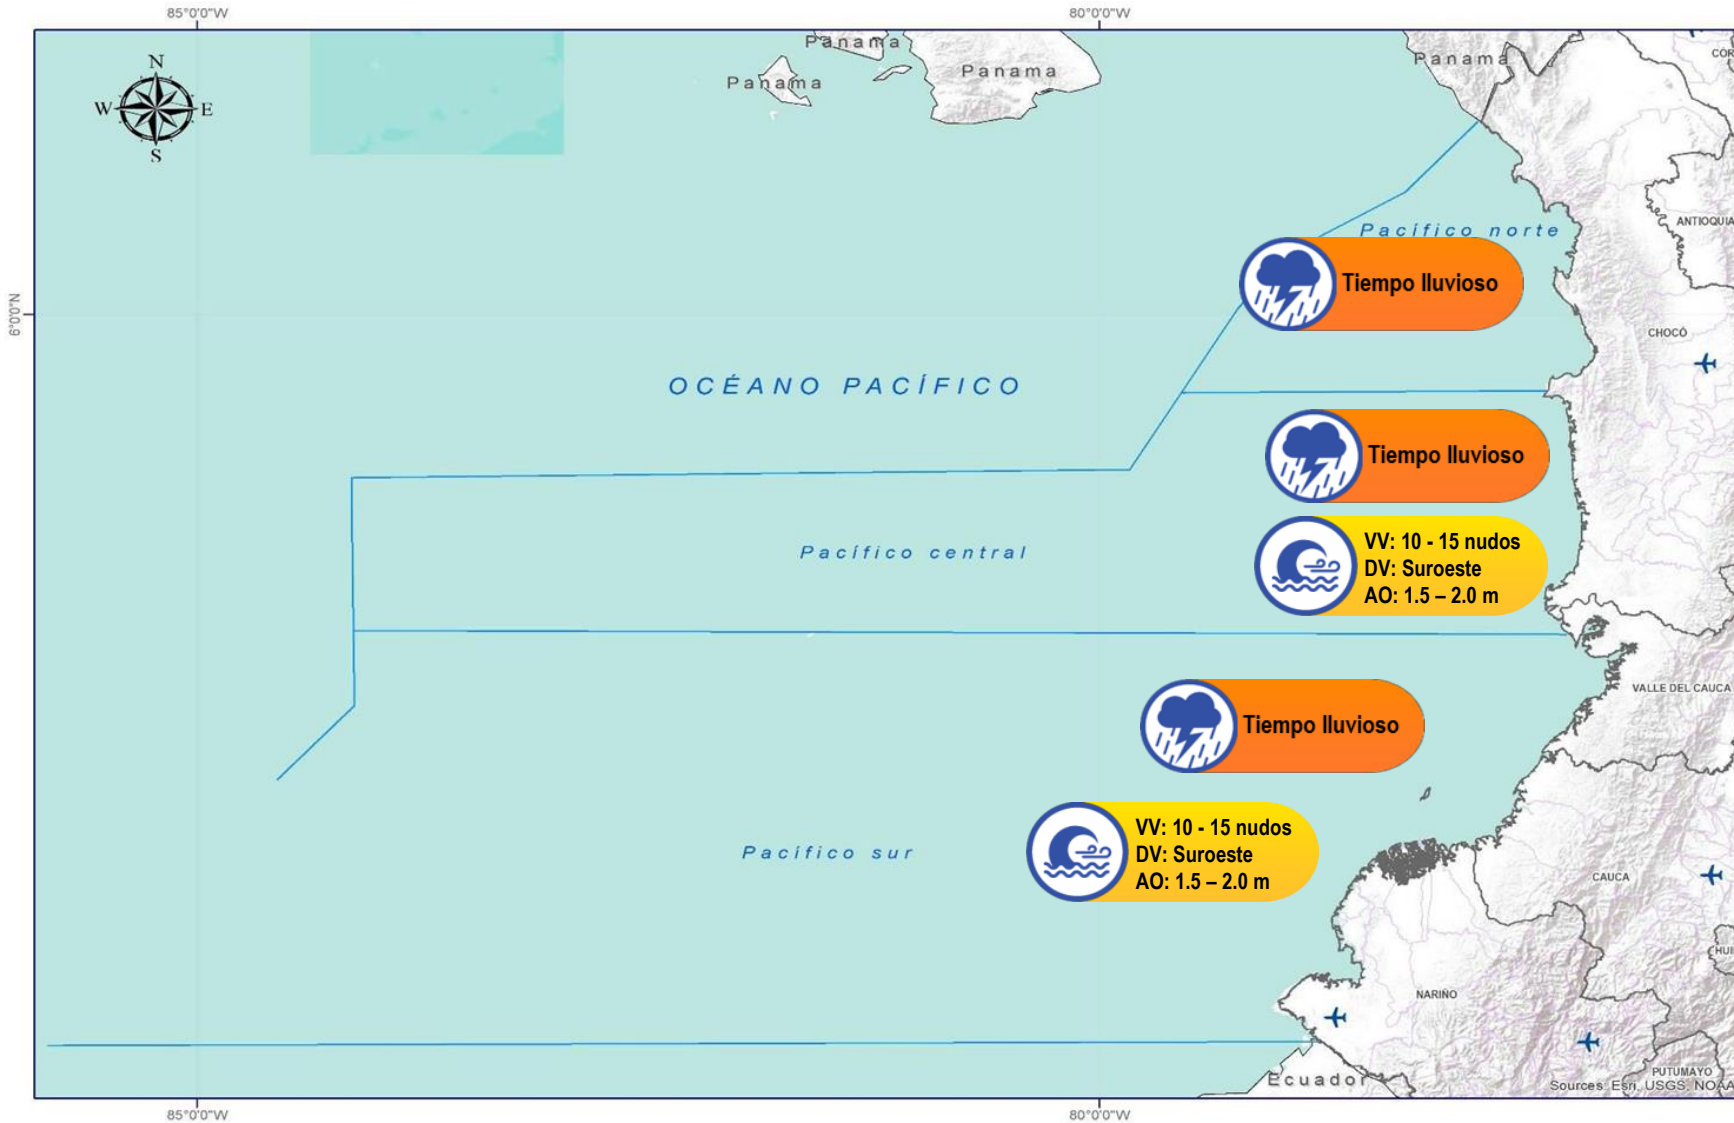 85°0'0"W
80°0'0"W
N
W
E
S
Panama
Panama
Panama
Panama
ANTIOQUIA
Pacífico norte
Tiempo lluvioso
6°0'0"N
CHOCÓ
OCÉANO PACÍFICO
Tiempo lluvioso
Pacífico central
VV: 10 - 15 nudos
DV: Suroeste
AO: 1.5 – 2.0 m
VALLE DEL CAUCA
Tiempo lluvioso
Pacífico sur
VV: 10 - 15 nudos
DV: Suroeste
AO: 1.5 – 2.0 m
CAUCA
NARIÑO
PUTUMAYO
Ecuador
Sources: Esri, USGS, NOAA
85°0'0"W
80°0'0"W